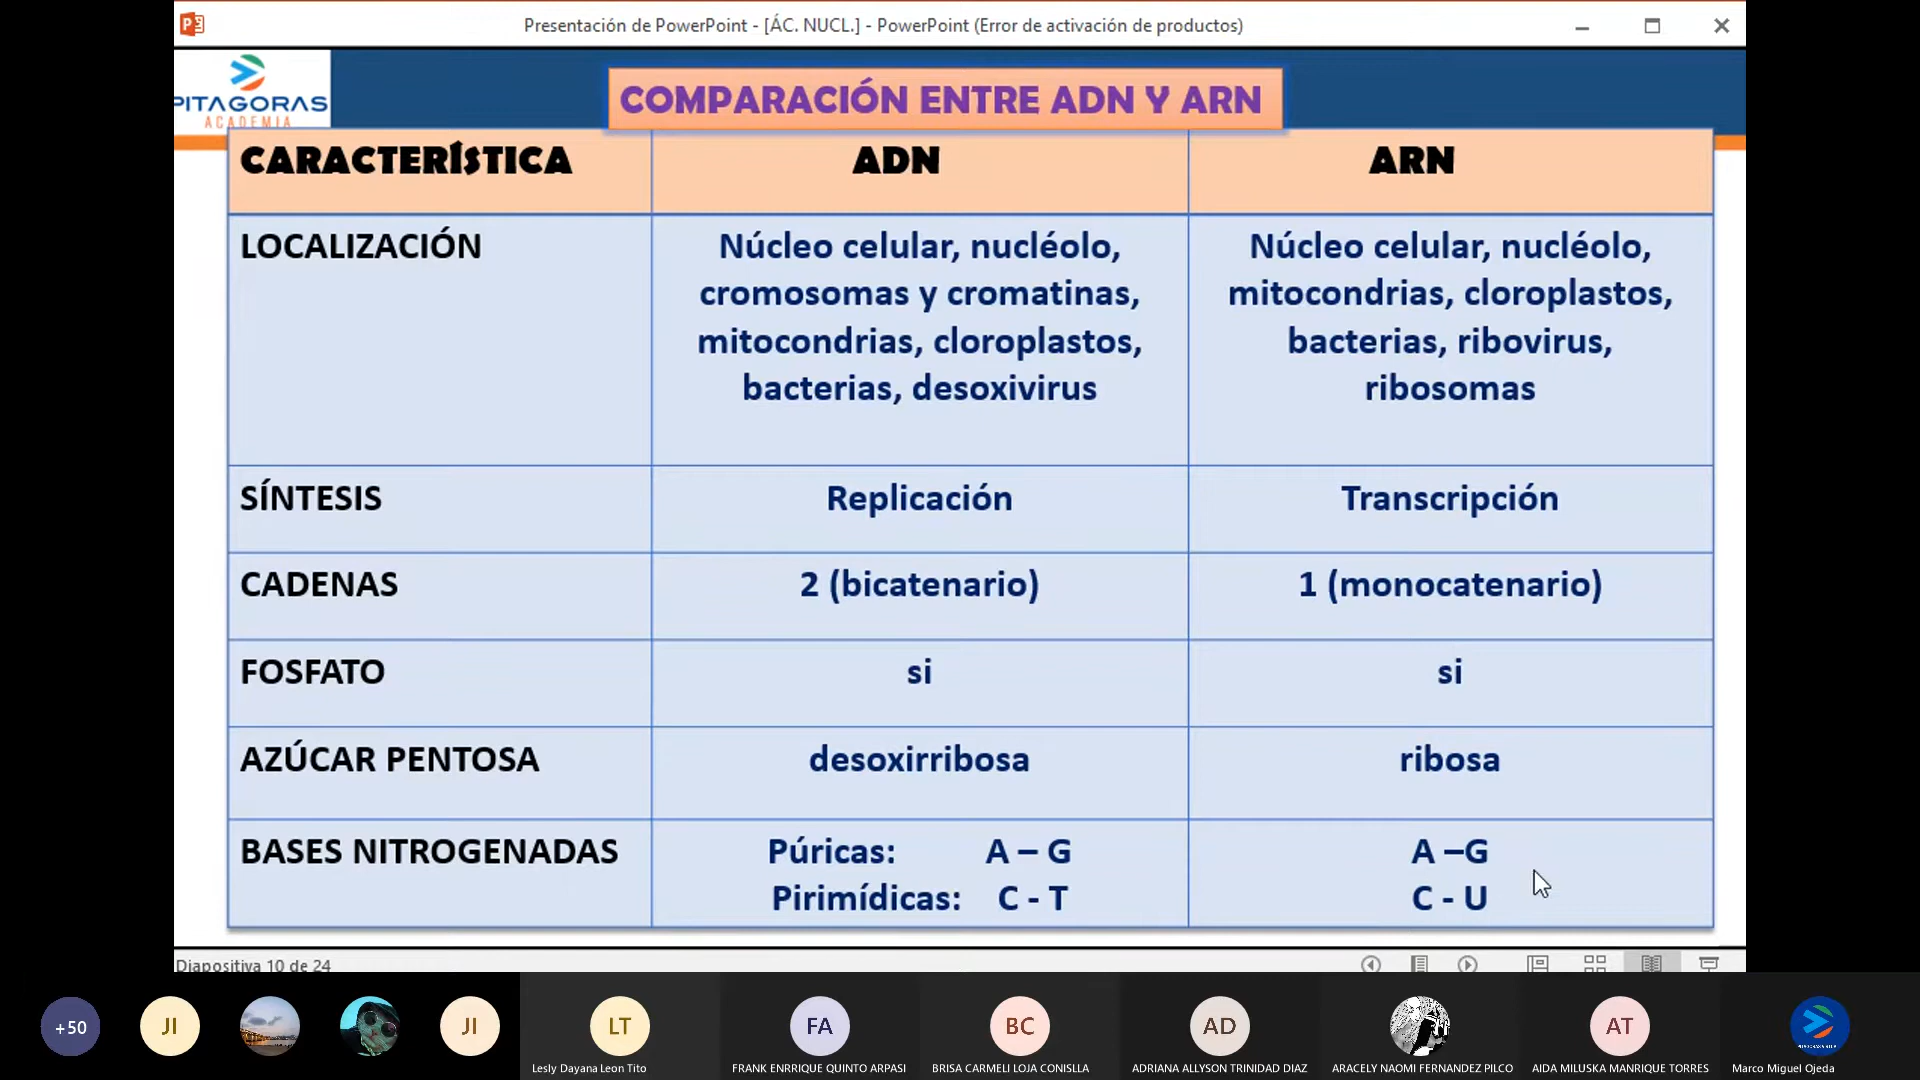 Presentación de PowerPoint - [ÁC. NUCL.] - PowerPoint (Error de activación de productos)
PITAGORAS
ACADEMIA
COMPARACIÓN ENTRE ADN Y ARN
CARACTERÍSTICA ADN ARN
LOCALIZACIÓN
Núcleo celular, nucléolo,
cromosomas y cromatinas,
mitocondrias, cloroplastos,
bacterias, desoxivirus
Núcleo celular, nucléolo,
mitocondrias, cloroplastos,
bacterias, ribovirus,
ribosomas
SÍNTESIS Replicación Transcripción
CADENAS 2 (bicatenario) 1 (monocatenario)
FOSFATO si si
AZÚCAR PENTOSA desoxirribosa ribosa
BASES NITROGENADAS
Púricas: A – G
Pirimídicas: C - T
A –G
C - U
Diapositiva 10 de 24
+50
JI
JI
LT
FA
BC
AD
AT
Lesly Dayana Leon Tito
FRANK ENRRIQUE QUINTO ARPASI
BRISA CARMELI LOJA CONISLLA
ADRIANA ALLYSON TRINIDAD DIAZ
ARACELY NAOMI FERNANDEZ PILCO
AIDA MILUSKA MANRIQUE TORRES
Marco Miguel Ojeda